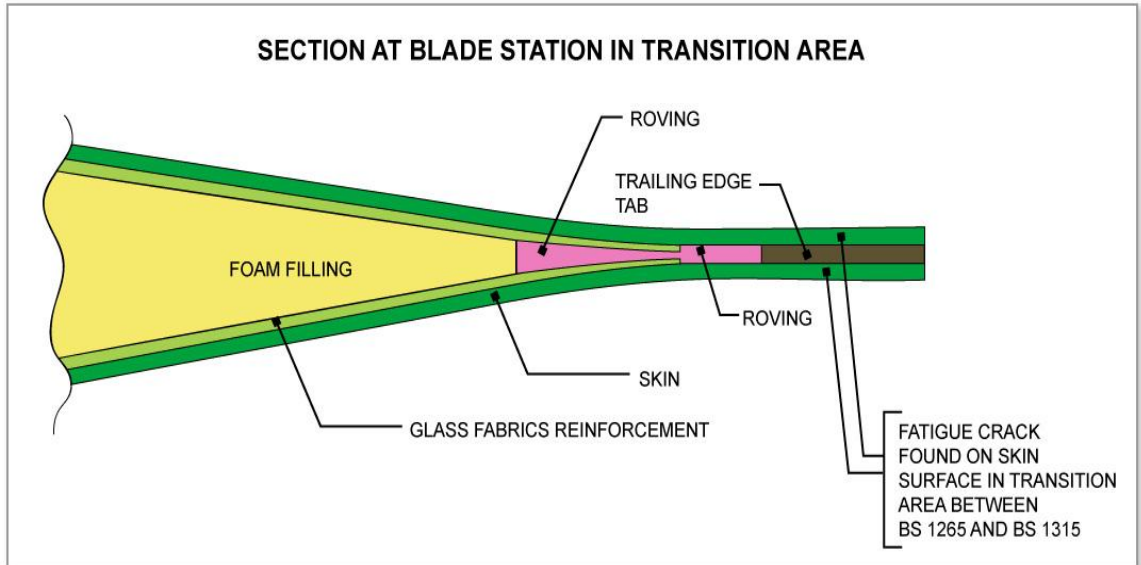 SECTION AT BLADE STATION IN TRANSITION AREA
ROVING
TRAILING EDGE
TAB
FOAM FILLING
ROVING
SKIN
GLASS FABRICS REINFORCEMENT
FATIGUE CRACK
FOUND ON SKIN
SURFACE IN TRANSITION
AREA BETWEEN
BS 1265 AND BS 1315